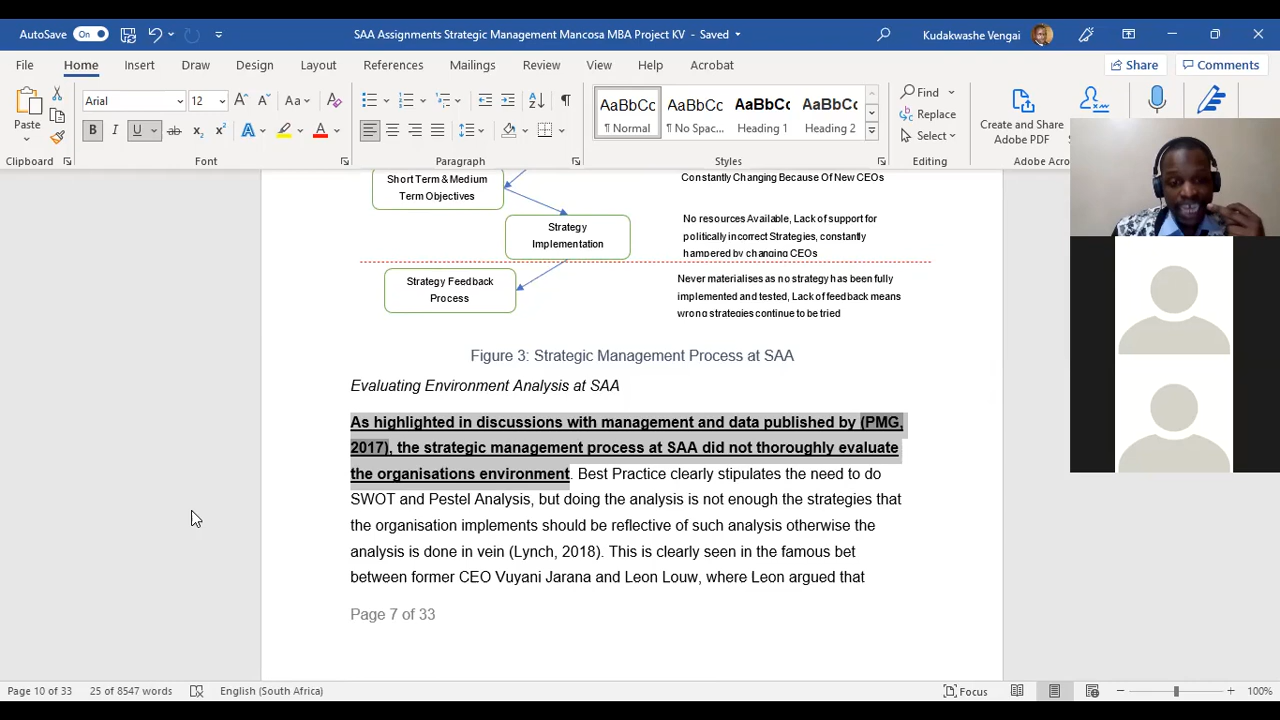 AutoSave On SAA Assignments Strategic Management Mancosa MBA Project KV - Saved Kudakwashe Vengai
File Home Insert Draw Design Layout References Mailings Review View Help Acrobat Share Comments
Paste
Arial 12
Aa
B I U ab x₂ x² A A
AaBbCc AaBbCc AaBbCc AaBbCc
¶ Normal ¶ No Spac... Heading 1 Heading 2
Find
Replace
Select
Create and Share
Adobe PDF
Clipboard Font Paragraph Styles Editing Adobe Acro
Short Term & Medium
Term Objectives
Constantly Changing Because Of New CEOs
Strategy
Implementation
No resources Available, Lack of support for
politically incorrect Strategies, constantly
hampered by changing CEOs
Strategy Feedback
Process
Never materialises as no strategy has been fully
implemented and tested, Lack of feedback means
wrong strategies continue to be tried
Figure 3: Strategic Management Process at SAA
Evaluating Environment Analysis at SAA
As highlighted in discussions with management and data published by (PMG,
2017), the strategic management process at SAA did not thoroughly evaluate
the organisations environment. Best Practice clearly stipulates the need to do
SWOT and Pestel Analysis, but doing the analysis is not enough the strategies that
the organisation implements should be reflective of such analysis otherwise the
analysis is done in vein (Lynch, 2018). This is clearly seen in the famous bet
between former CEO Vuyani Jarana and Leon Louw, where Leon argued that
Page 7 of 33
Page 10 of 33 25 of 8547 words English (South Africa) Focus 100%